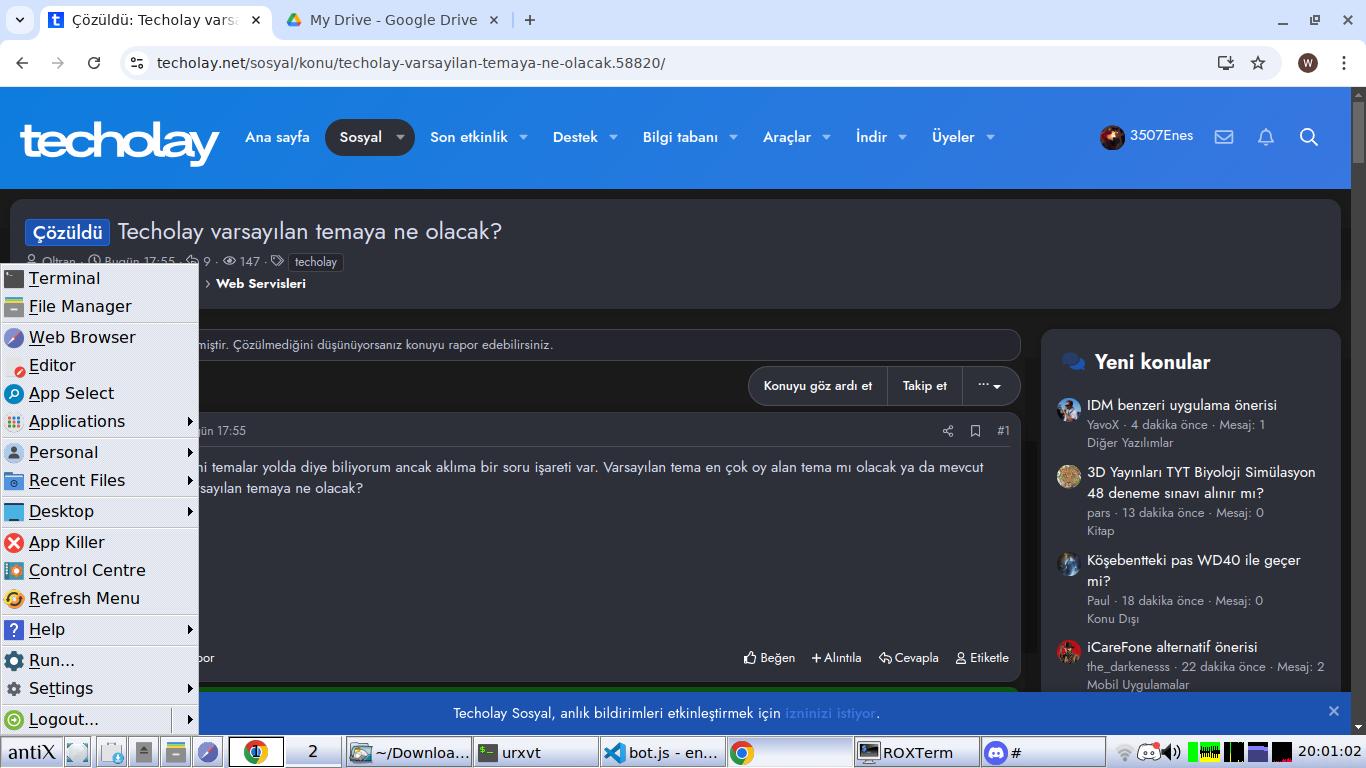 Çözüldü: Techolay varsa
My Drive - Google Drive
techolay.net/sosyal/konu/techolay-varsayilan-temaya-ne-olacak.58820/
W
techolay
Ana sayfa
Sosyal
Son etkinlik
Destek
Bilgi tabanı
Araçlar
İndir
Üyeler
3507Enes
Çözüldü Techolay varsayılan temaya ne olacak?
Oltran · Bugün 17:55 · 9 · 147 · techolay
Web Servisleri
miştir. Çözülmediğini düşünüyorsanız konuyu rapor edebilirsiniz.
Konuyu göz ardı et
Takip et
gün 17:55
#1
ni temalar yolda diye biliyorum ancak aklıma bir soru işareti var. Varsayılan tema en çok oy alan tema mı olacak ya da mevcut
rsayılan temaya ne olacak?
por
Beğen
+ Alıntıla
Cevapla
Etiketle
Yeni konular
IDM benzeri uygulama önerisi
YavoX · 4 dakika önce · Mesaj: 1
Diğer Yazılımlar
3D Yayınları TYT Biyoloji Simülasyon
48 deneme sınavı alınır mı?
pars · 13 dakika önce · Mesaj: 0
Kitap
Köşebentteki pas WD40 ile geçer
mi?
Paul · 18 dakika önce · Mesaj: 0
Konu Dışı
iCareFone alternatif önerisi
the_darkenesss · 22 dakika önce · Mesaj: 2
Mobil Uygulamalar
Techolay Sosyal, anlık bildirimleri etkinleştirmek için izninizi istiyor.
Terminal
File Manager
Web Browser
Editor
App Select
Applications
Personal
Recent Files
Desktop
App Killer
Control Centre
Refresh Menu
Help
Run...
Settings
Logout...
antiX
1
2
~/Downloa...
urxvt
bot.js - en...
ROXTerm
#
20:01:02